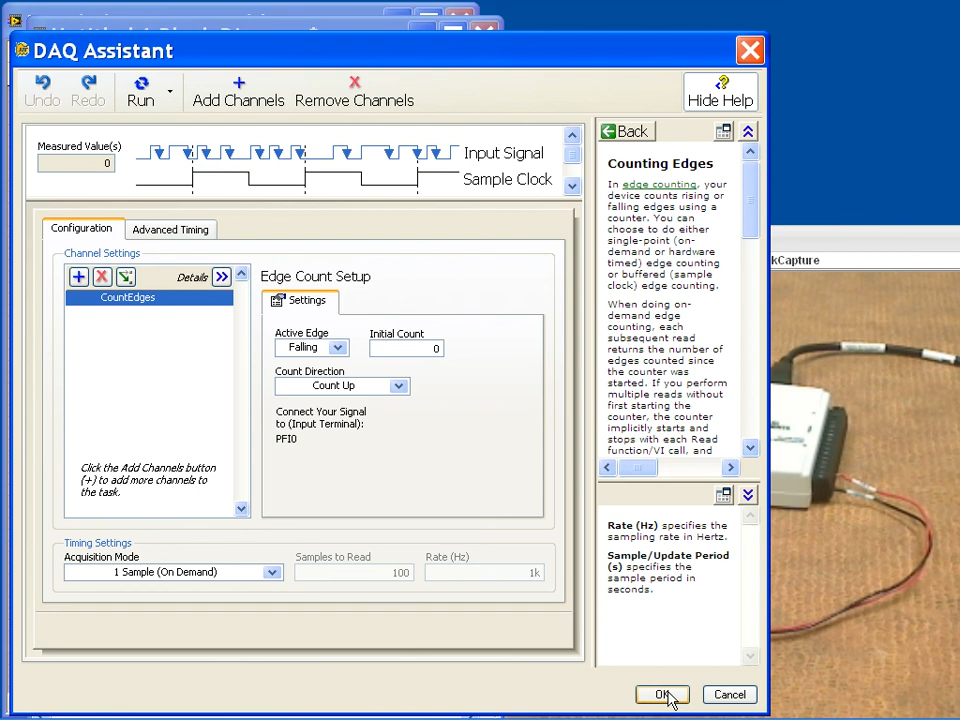 DAQ Assistant
Undo
Redo
Run
Add Channels
Remove Channels
Hide Help
Measured Value(s)
0
Input Signal
Sample Clock
Configuration
Advanced Timing
Channel Settings
Details
CountEdges
Click the Add Channels button
(+) to add more channels to
the task.
Edge Count Setup
Settings
Active Edge
Falling
Initial Count
0
Count Direction
Count Up
Connect Your Signal
to (Input Terminal):
PFI0
Timing Settings
Acquisition Mode
1 Sample (On Demand)
Samples to Read
100
Rate (Hz)
1k
Back
Counting Edges
In edge counting, your
device counts rising or
falling edges using a
counter. You can
choose to do either
single-point (on-
demand or hardware
timed) edge counting
or buffered (sample
clock) edge counting.
When doing on-
demand edge
counting, each
subsequent read
returns the number of
edges counted since
the counter was
started. If you perform
multiple reads without
first starting the
counter, the counter
implicitly starts and
stops with each Read
function/VI call, and
Rate (Hz) specifies the
sampling rate in Hertz.
Sample/Update Period
(s) specifies the
sample period in
seconds.
OK
Cancel
kCapture